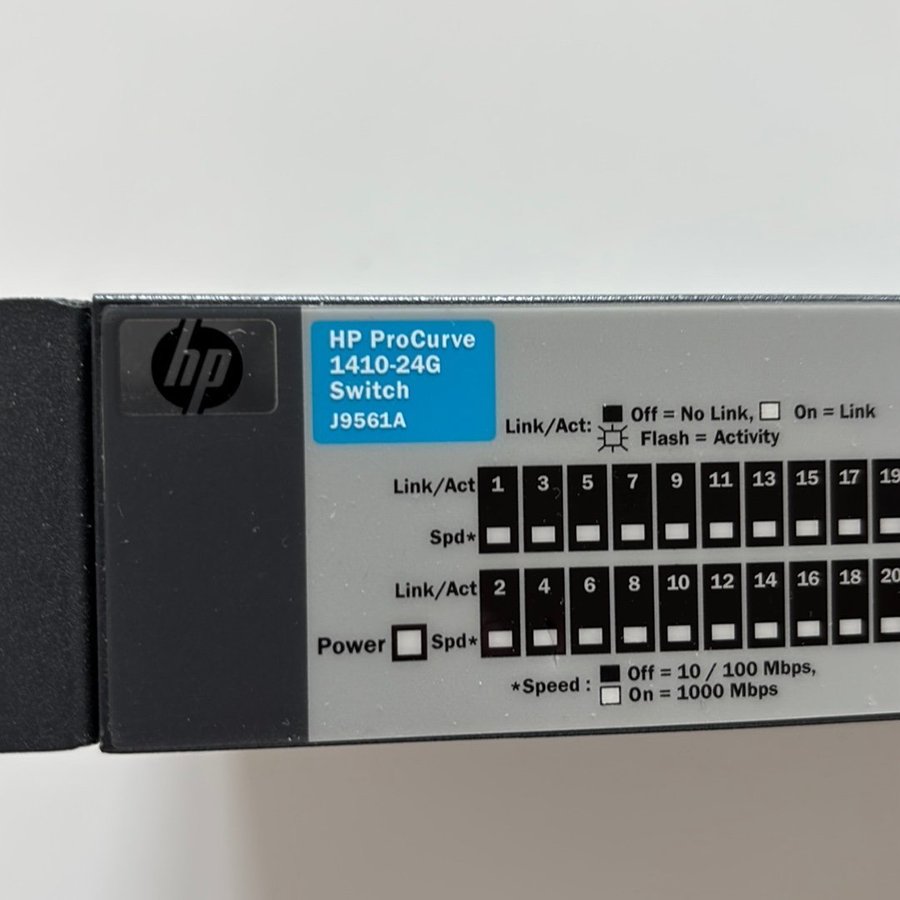 hp
HP ProCurve
1410-24G
Switch
J9561A
Link/Act: Off = No Link, On = Link
Flash = Activity
Link/Act 1 3 5 7 9 11 13 15 17 19
Spd*
Link/Act 2 4 6 8 10 12 14 16 18 20
Power Spd*
*Speed : Off = 10 / 100 Mbps,
On = 1000 Mbps